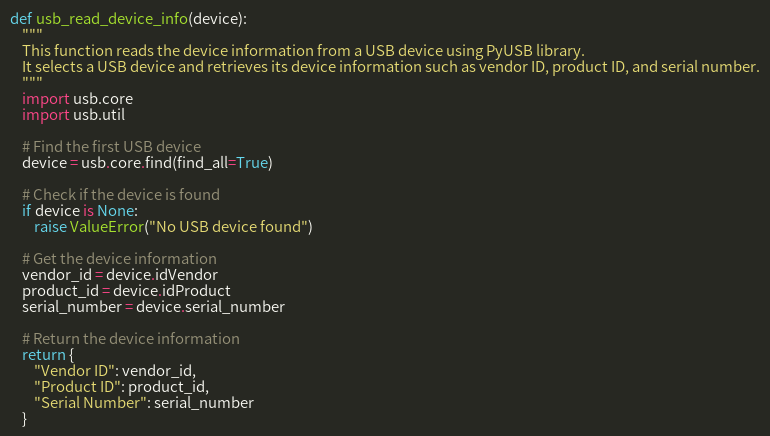 def usb_read_device_info(device):
    """
    This function reads the device information from a USB device using PyUSB library.
    It selects a USB device and retrieves its device information such as vendor ID, product ID, and serial number.
    """
    import usb.core
    import usb.util

    # Find the first USB device
    device = usb.core.find(find_all=True)

    # Check if the device is found
    if device is None:
        raise ValueError("No USB device found")

    # Get the device information
    vendor_id = device.idVendor
    product_id = device.idProduct
    serial_number = device.serial_number

    # Return the device information
    return {
        "Vendor ID": vendor_id,
        "Product ID": product_id,
        "Serial Number": serial_number
    }